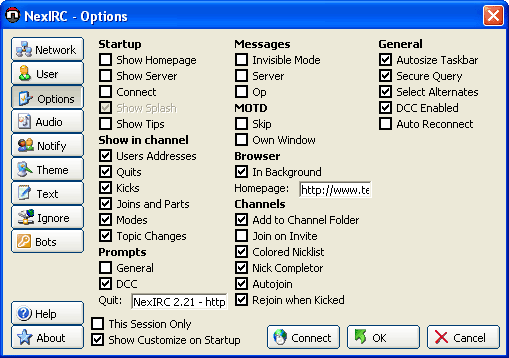 NexIRC - Options
Network
User
Options
Audio
Notify
Theme
Text
Ignore
Bots
Help
About
Startup
Show Homepage
Show Server
Connect
Show Splash
Show Tips
Show in channel
Users Addresses
Quits
Kicks
Joins and Parts
Modes
Topic Changes
Prompts
General
DCC
Quit: NexIRC 2.21 - http
This Session Only
Show Customize on Startup
Messages
Invisible Mode
Server
Op
MOTD
Skip
Own Window
Browser
In Background
Homepage: http://www.te
Channels
Add to Channel Folder
Join on Invite
Colored Nicklist
Nick Completor
Autojoin
Rejoin when Kicked
General
Autosize Taskbar
Secure Query
Select Alternates
DCC Enabled
Auto Reconnect
Connect
OK
Cancel